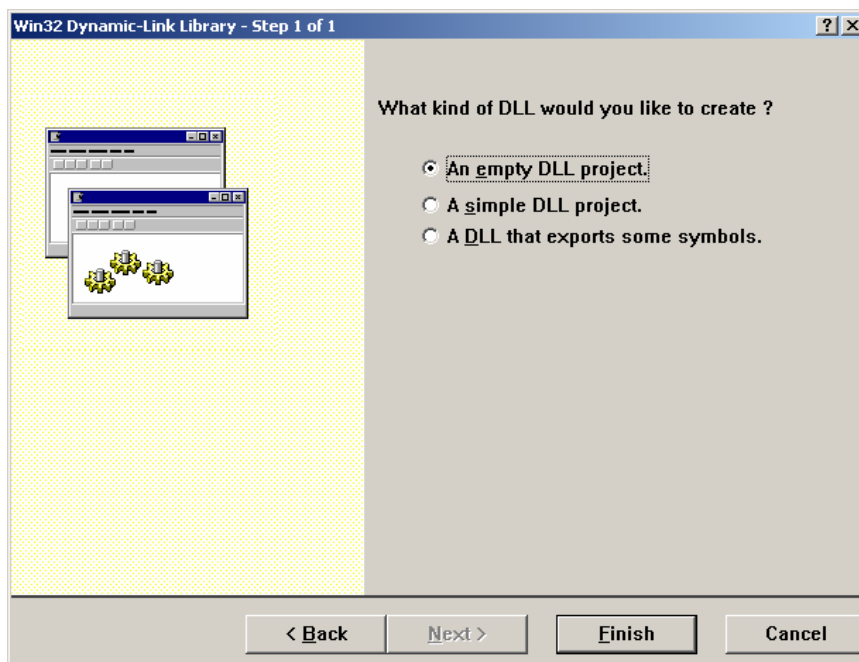 Win32 Dynamic-Link Library - Step 1 of 1
What kind of DLL would you like to create ?
An empty DLL project.
A simple DLL project.
A DLL that exports some symbols.
< Back Next > Finish Cancel